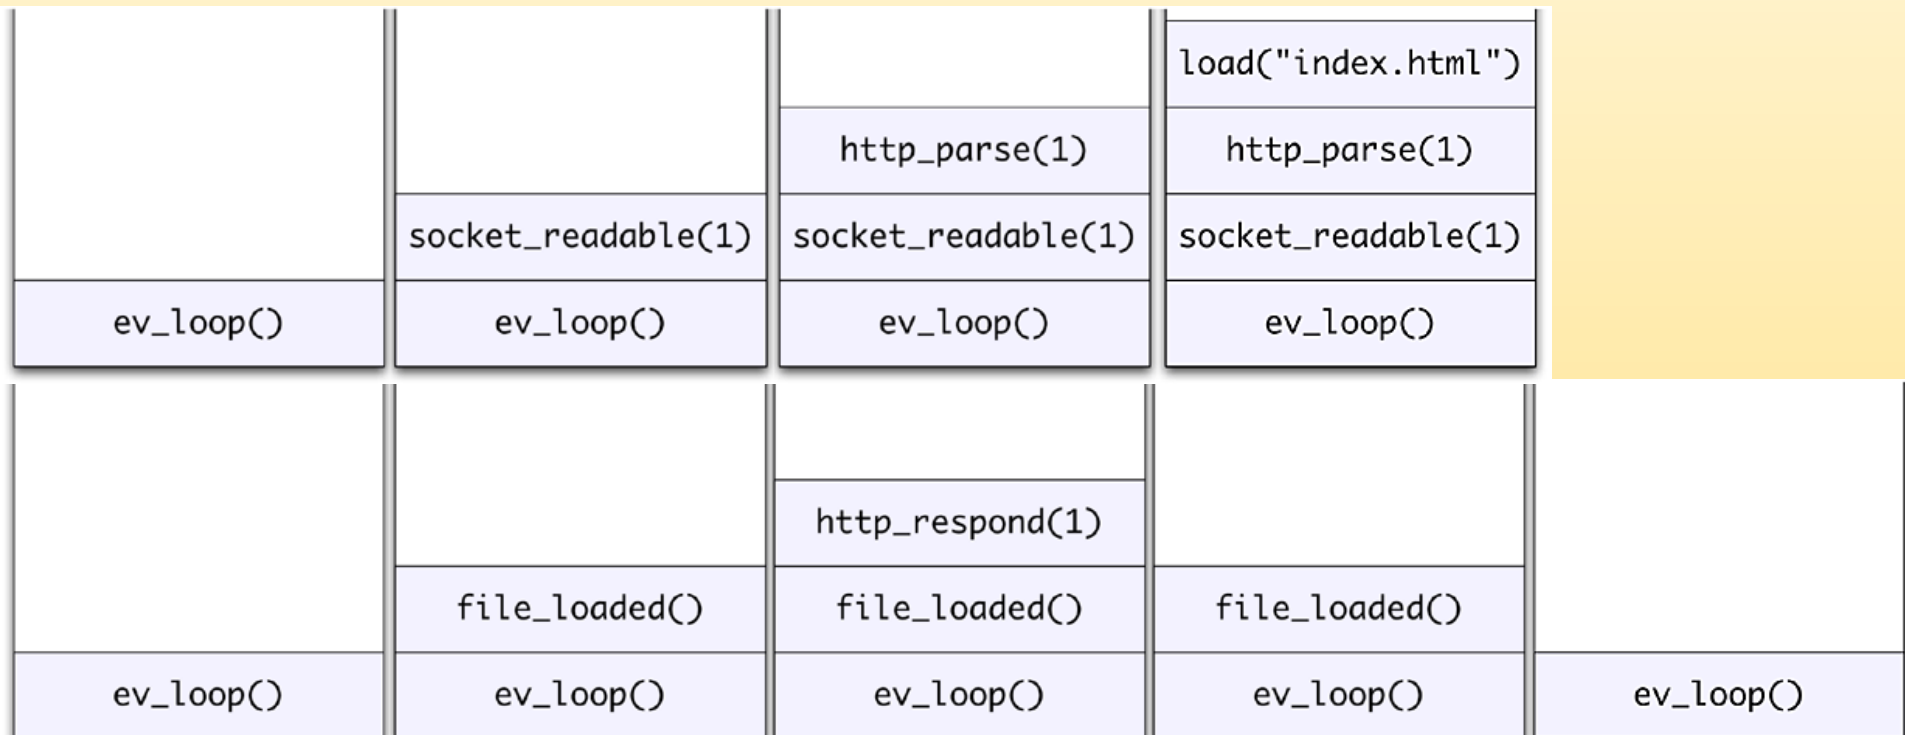 load("index.html")
http_parse(1) http_parse(1)
socket_readable(1) socket_readable(1) socket_readable(1)
ev_loop() ev_loop() ev_loop() ev_loop()
http_respond(1)
file_loaded() file_loaded() file_loaded()
ev_loop() ev_loop() ev_loop() ev_loop() ev_loop()